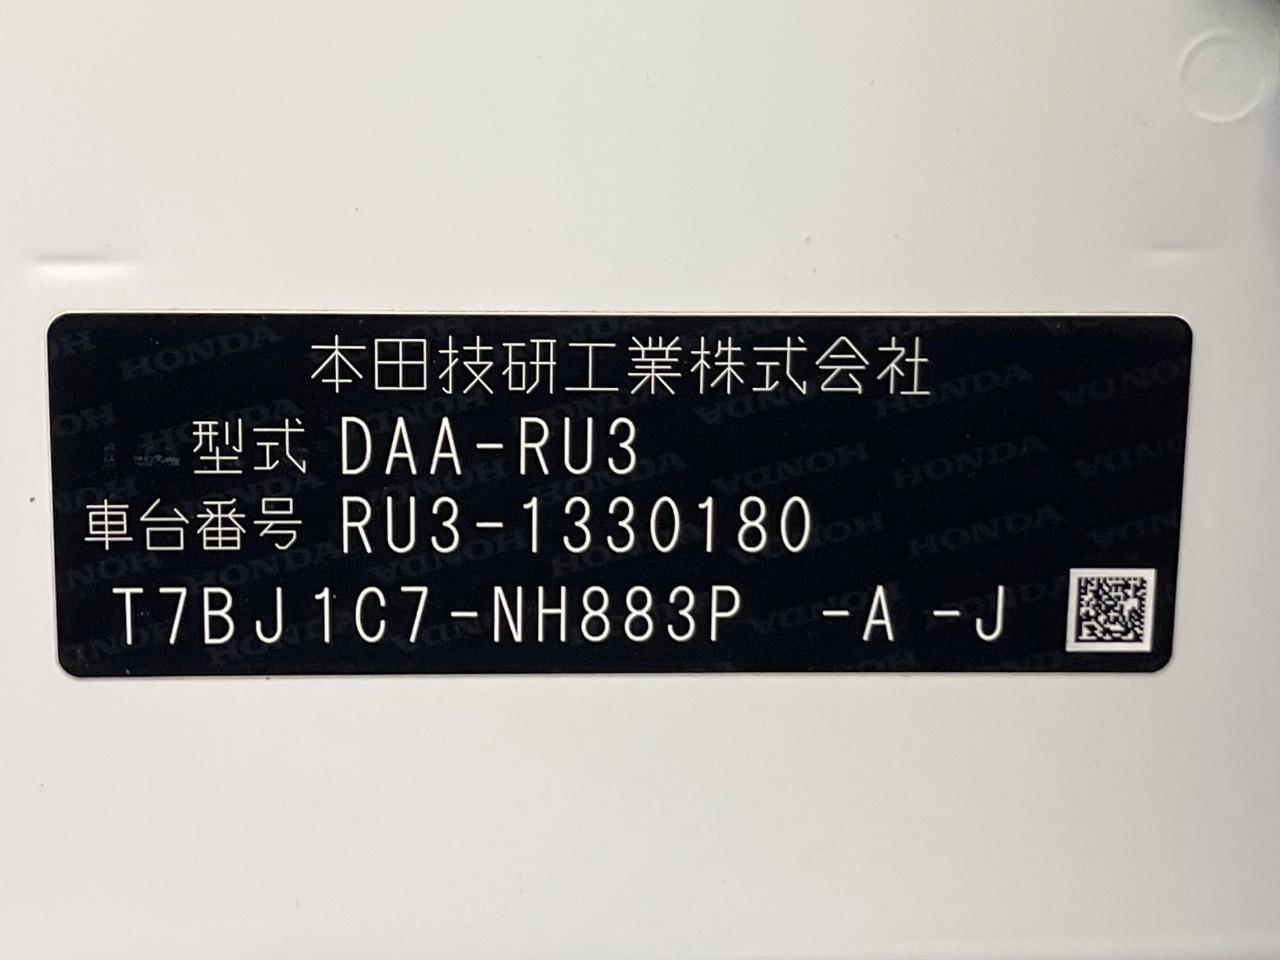 本田技研工業株式会社
型式 DAA-RU3
車台番号 RU3-1330180
T7BJ1C7-NH883P -A -J